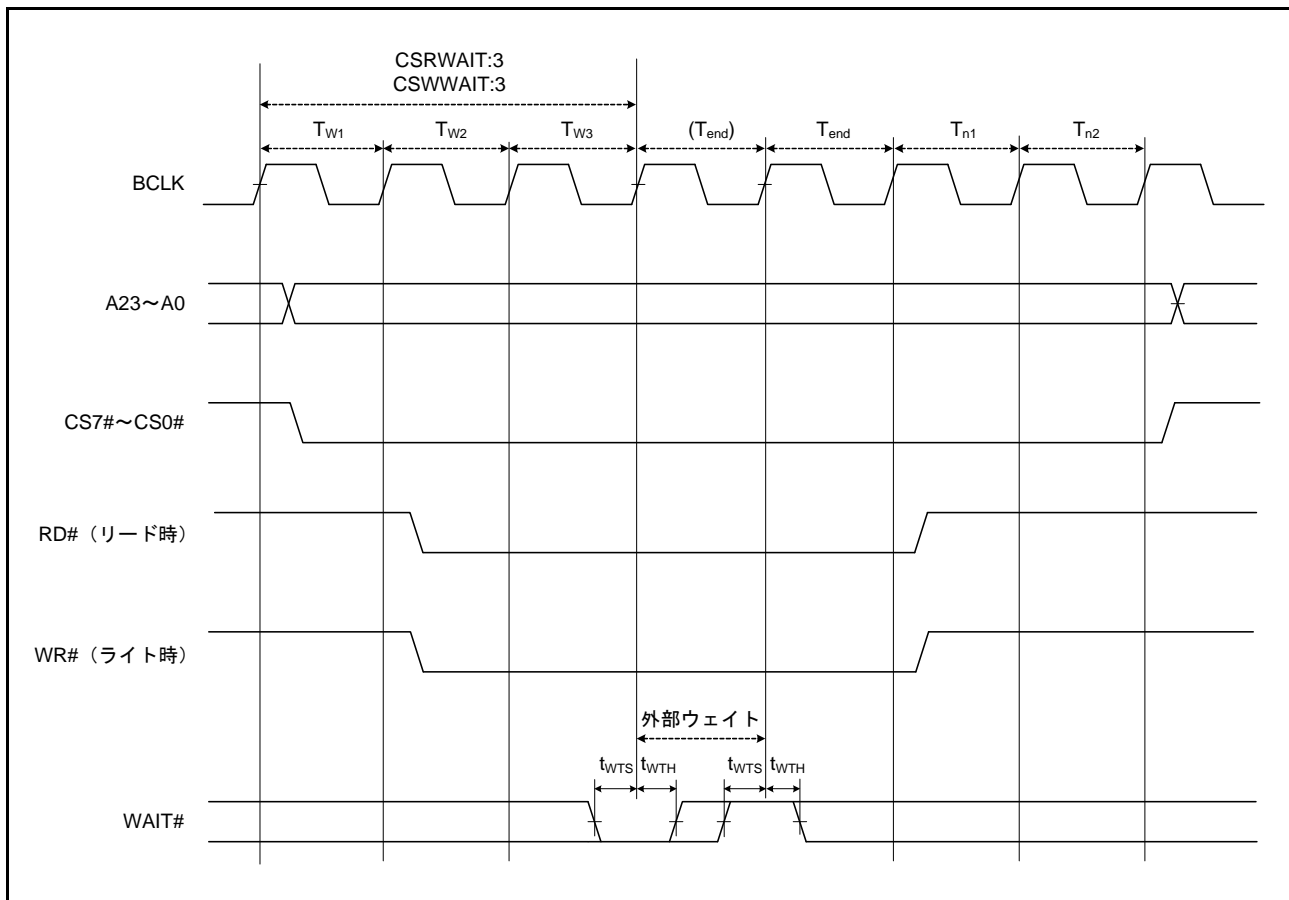 CSRWAIT:3
CSWWAIT:3
TW1 TW2 TW3 (Tend) Tend Tn1 Tn2
BCLK
A23～A0
CS7#～CS0#
RD#（リード時）
WR#（ライト時）
外部ウェイト
tWTS tWTH tWTS tWTH
WAIT#